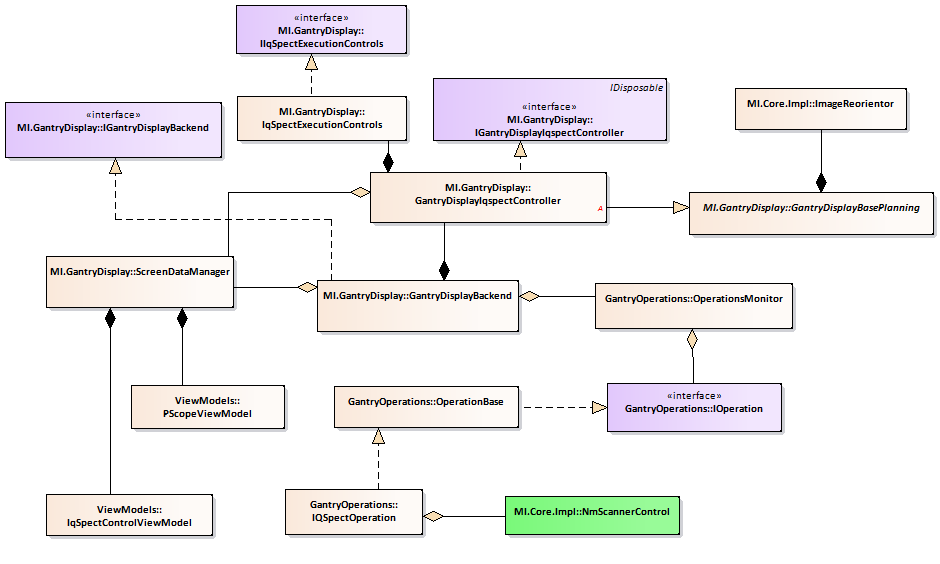 «interface»
MI.GantryDisplay::
IIqSpectExecutionControls
MI.GantryDisplay::
IqSpectExecutionControls
IDisposable
«interface»
MI.GantryDisplay::
IGantryDisplayIqspectController
MI.Core.Impl::ImageReorientor
«interface»
MI.GantryDisplay::IGantryDisplayBackend
MI.GantryDisplay::
GantryDisplayIqspectController
A
MI.GantryDisplay::GantryDisplayBasePlanning
MI.GantryDisplay::ScreenDataManager
MI.GantryDisplay::GantryDisplayBackend
GantryOperations::OperationsMonitor
ViewModels::
PScopeViewModel
GantryOperations::OperationBase
«interface»
GantryOperations::IOperation
ViewModels::
IqSpectControlViewModel
GantryOperations::
IQSpectOperation
MI.Core.Impl::NmScannerControl